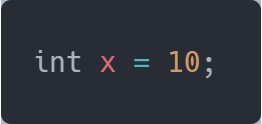 int x = 10;